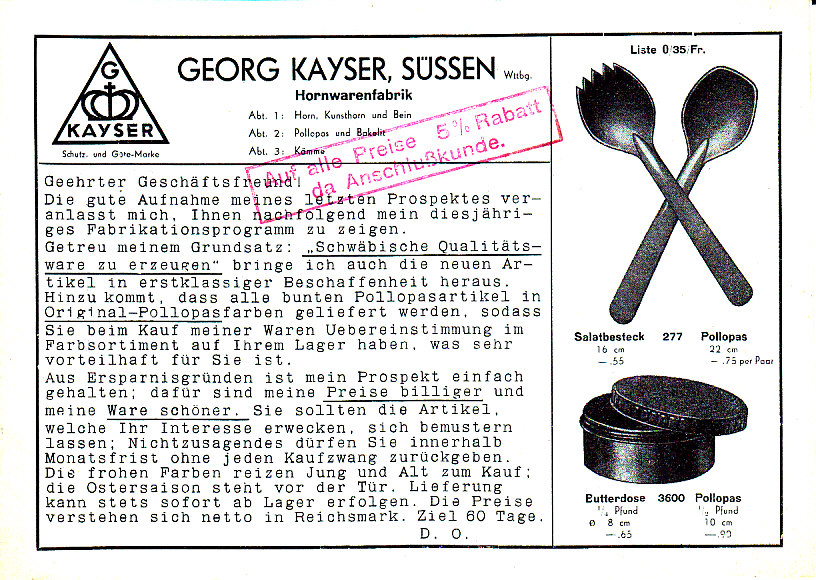 G
KAYSER
Schutz- und Güte-Marke
GEORG KAYSER, SÜSSEN Wttbg.
Hornwarenfabrik
Abt. 1: Horn, Kunsthorn und Bein
Abt. 2: Pollopas und Bakelit
Abt. 3: Kämme
Auf alle Preise 5% Rabatt
da Anschlußkunde.
Geehrter Geschäftsfreund!
Die gute Aufnahme meines letzten Prospektes ver-
anlasst mich, Ihnen nachfolgend mein diesjähri-
ges Fabrikationsprogramm zu zeigen.
Getreu meinem Grundsatz: „Schwäbische Qualitäts-
ware zu erzeugen" bringe ich auch die neuen Ar-
tikel in erstklassiger Beschaffenheit heraus.
Hinzu kommt, dass alle bunten Pollopasartikel in
Original-Pollopasfarben geliefert werden, sodass
Sie beim Kauf meiner Waren Uebereinstimmung im
Farbsortiment auf Ihrem Lager haben, was sehr
vorteilhaft für Sie ist.
Aus Ersparnisgründen ist mein Prospekt einfach
gehalten; dafür sind meine Preise billiger und
meine Ware schöner. Sie sollten die Artikel,
welche Ihr Interesse erwecken, sich bemustern
lassen; Nichtzusagendes dürfen Sie innerhalb
Monatsfrist ohne jeden Kaufzwang zurückgeben.
Die frohen Farben reizen Jung und Alt zum Kauf;
die Ostersaison steht vor der Tür. Lieferung
kann stets sofort ab Lager erfolgen. Die Preise
verstehen sich netto in Reichsmark. Ziel 60 Tage.
D. O.
Liste 0/35/Fr.
Salatbesteck 277 Pollopas
16 cm 22 cm
—.55 —.75 per Paar
Butterdose 3600 Pollopas
¼ Pfund ½ Pfund
Ø 8 cm 10 cm
—.65 —.90